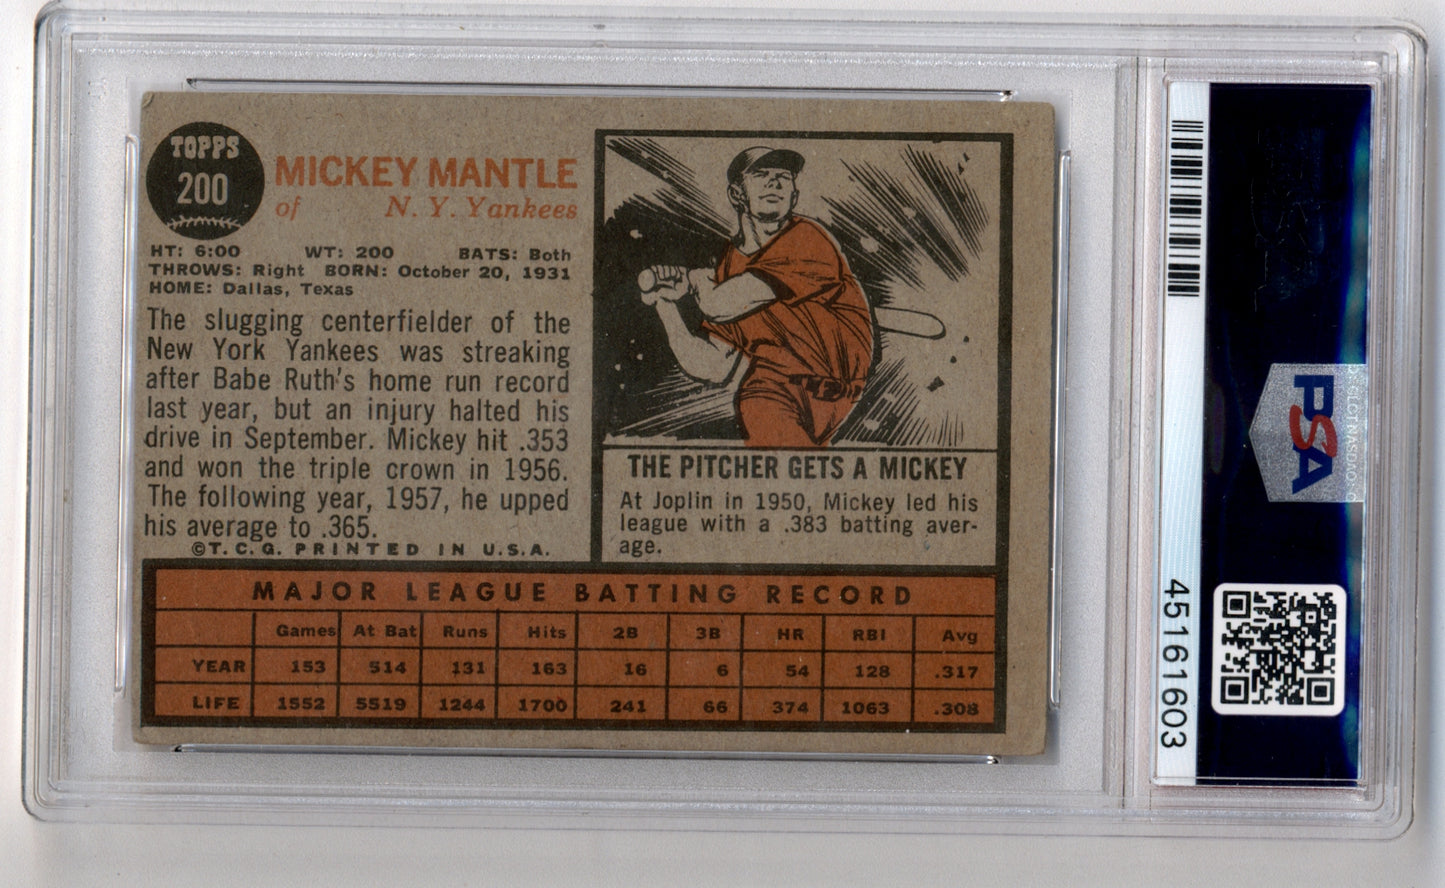 TOPPS
200
MICKEY MANTLE
of N. Y. Yankees
HT: 6:00 WT: 200 BATS: Both
THROWS: Right BORN: October 20, 1931
HOME: Dallas, Texas
The slugging centerfielder of the
New York Yankees was streaking
after Babe Ruth's home run record
last year, but an injury halted his
drive in September. Mickey hit .353
and won the triple crown in 1956.
The following year, 1957, he upped
his average to .365.
©T.C.G. PRINTED IN U.S.A.
THE PITCHER GETS A MICKEY
At Joplin in 1950, Mickey led his
league with a .383 batting aver-
age.
MAJOR LEAGUE BATTING RECORD
Games At Bat Runs Hits 2B 3B HR RBI Avg
YEAR 153 514 131 163 16 6 54 128 .317
LIFE 1552 5519 1244 1700 241 66 374 1063 .308
PSA
45161603